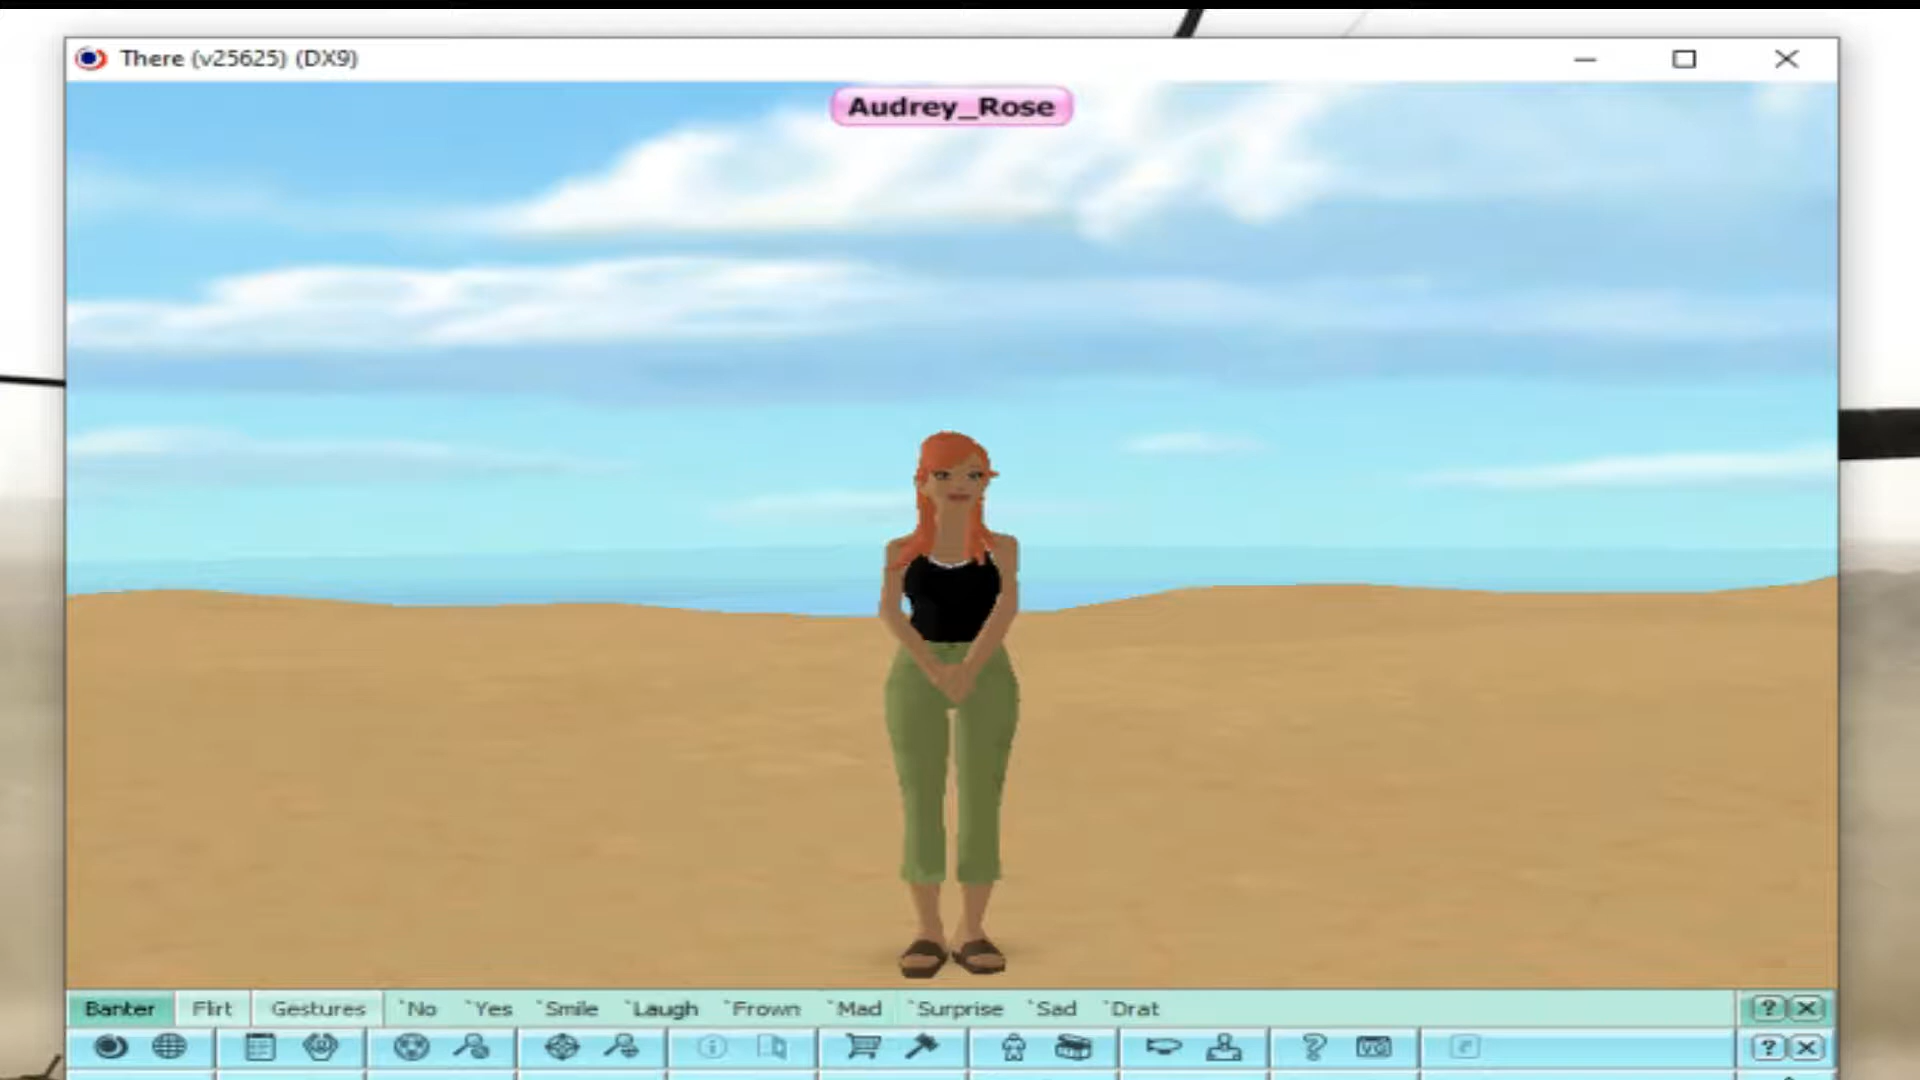 There (v25625) (DX9)
Audrey_Rose
Banter Flirt Gestures `No `Yes `Smile `Laugh `Frown `Mad `Surprise `Sad `Drat ?
?